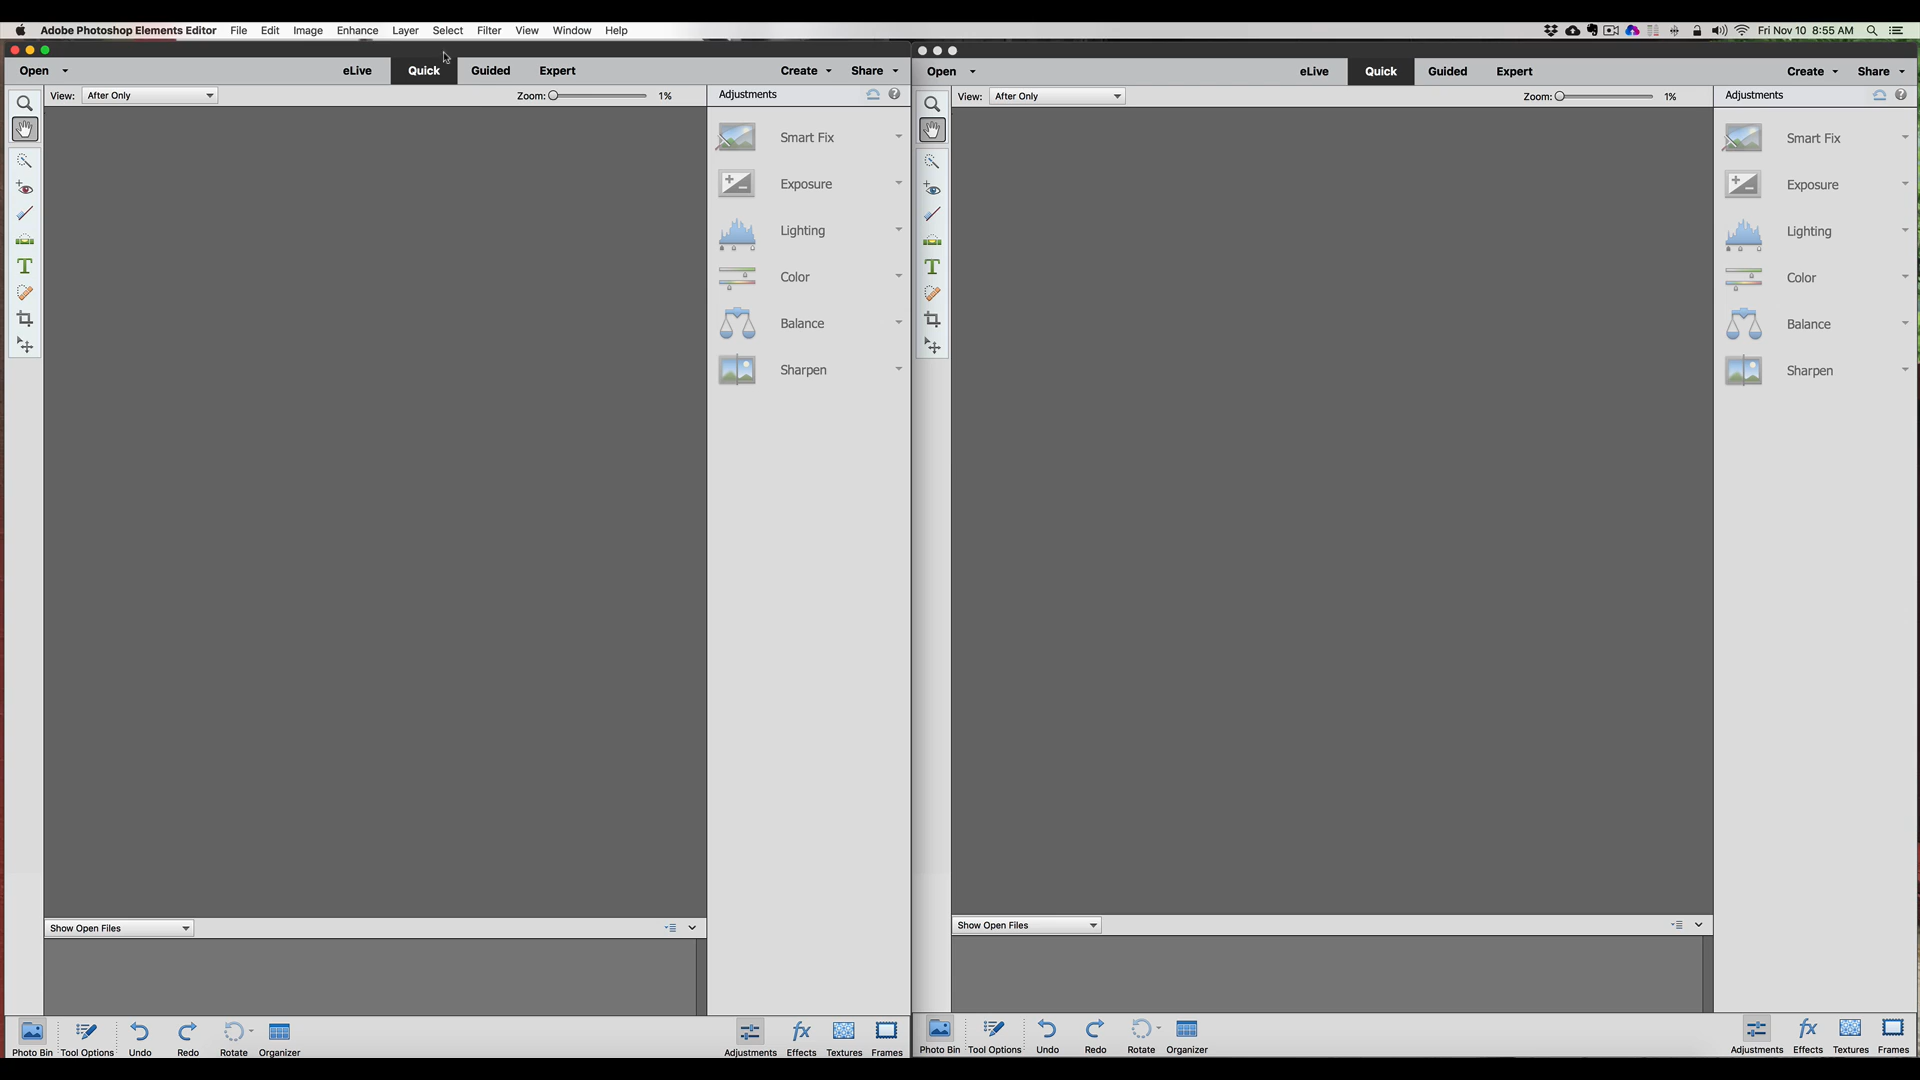 Adobe Photoshop Elements Editor File Edit Image Enhance Layer Select Filter View Window Help Fri Nov 10 8:55 AM
Open eLive Quick Guided Expert Create Share
View: After Only Zoom: 1% Adjustments
Smart Fix
Exposure
Lighting
Color
Balance
Sharpen
Show Open Files
Photo Bin Tool Options Undo Redo Rotate Organizer Adjustments Effects Textures Frames
Open eLive Quick Guided Expert Create Share
View: After Only Zoom: 1% Adjustments
Smart Fix
Exposure
Lighting
Color
Balance
Sharpen
Show Open Files
Photo Bin Tool Options Undo Redo Rotate Organizer Adjustments Effects Textures Frames